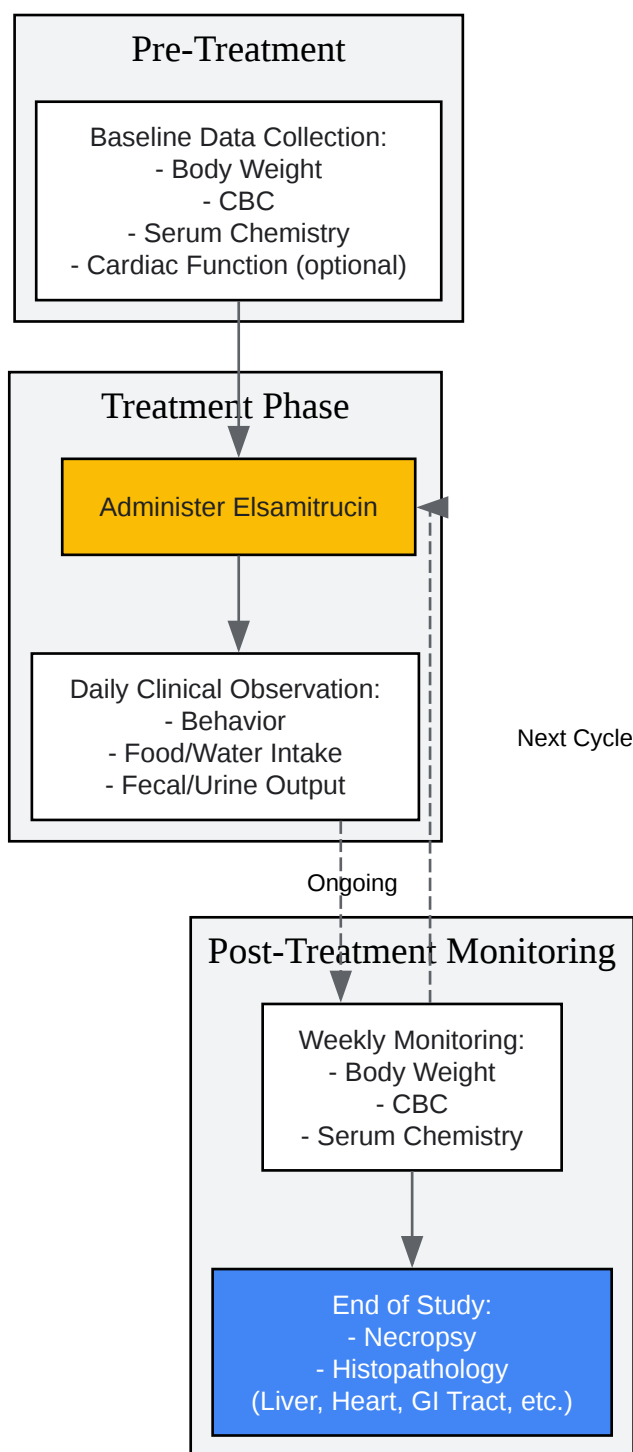 Pre-Treatment
Baseline Data Collection:
- Body Weight
- CBC
- Serum Chemistry
- Cardiac Function (optional)
Treatment Phase
Administer Elsamitrucin
Daily Clinical Observation:
- Behavior
- Food/Water Intake
- Fecal/Urine Output
Next Cycle
Ongoing
Post-Treatment Monitoring
Weekly Monitoring:
- Body Weight
- CBC
- Serum Chemistry
End of Study:
- Necropsy
- Histopathology
(Liver, Heart, GI Tract, etc.)